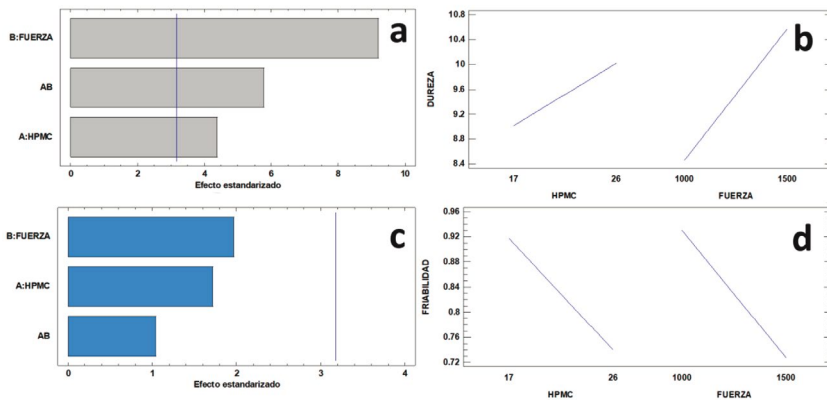 a
B:FUERZA
AB
A:HPMC
0 2 4 6 8 10
Efecto estandarizado
b
DUREZA
10.8
10.4
10
9.6
9.2
8.8
8.4
17 26 1000 1500
HPMC FUERZA
c
B:FUERZA
A:HPMC
AB
0 1 2 3 4
Efecto estandarizado
d
FRIABILIDAD
0.96
0.92
0.88
0.84
0.80
0.76
0.72
17 26 1000 1500
HPMC FUERZA